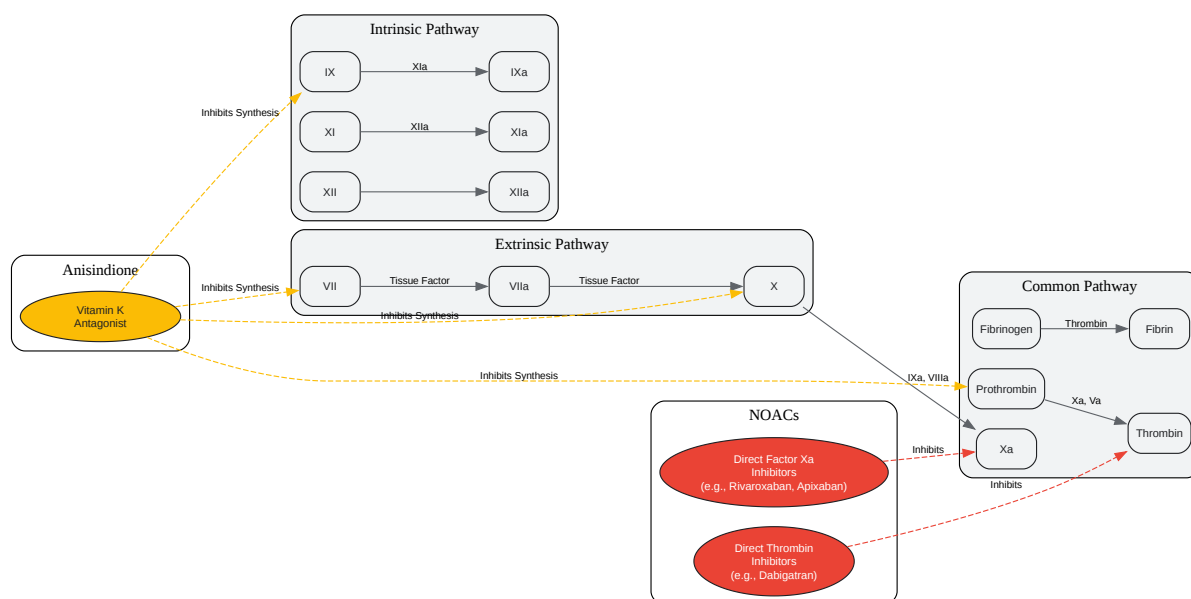 Intrinsic Pathway
IX
XIa
IXa
Inhibits Synthesis
XI
XIIa
XIa
XII
XIIa
Extrinsic Pathway
Anisindione
VII
Tissue Factor
VIIa
Tissue Factor
X
Inhibits Synthesis
Vitamin K
Antagonist
Inhibits Synthesis
Common Pathway
Fibrinogen
Thrombin
Fibrin
Inhibits Synthesis
IXa, VIIIa
Prothrombin
Xa, Va
Thrombin
NOACs
Xa
Inhibits
Direct Factor Xa
Inhibitors
(e.g., Rivaroxaban, Apixaban)
Inhibits
Direct Thrombin
Inhibitors
(e.g., Dabigatran)